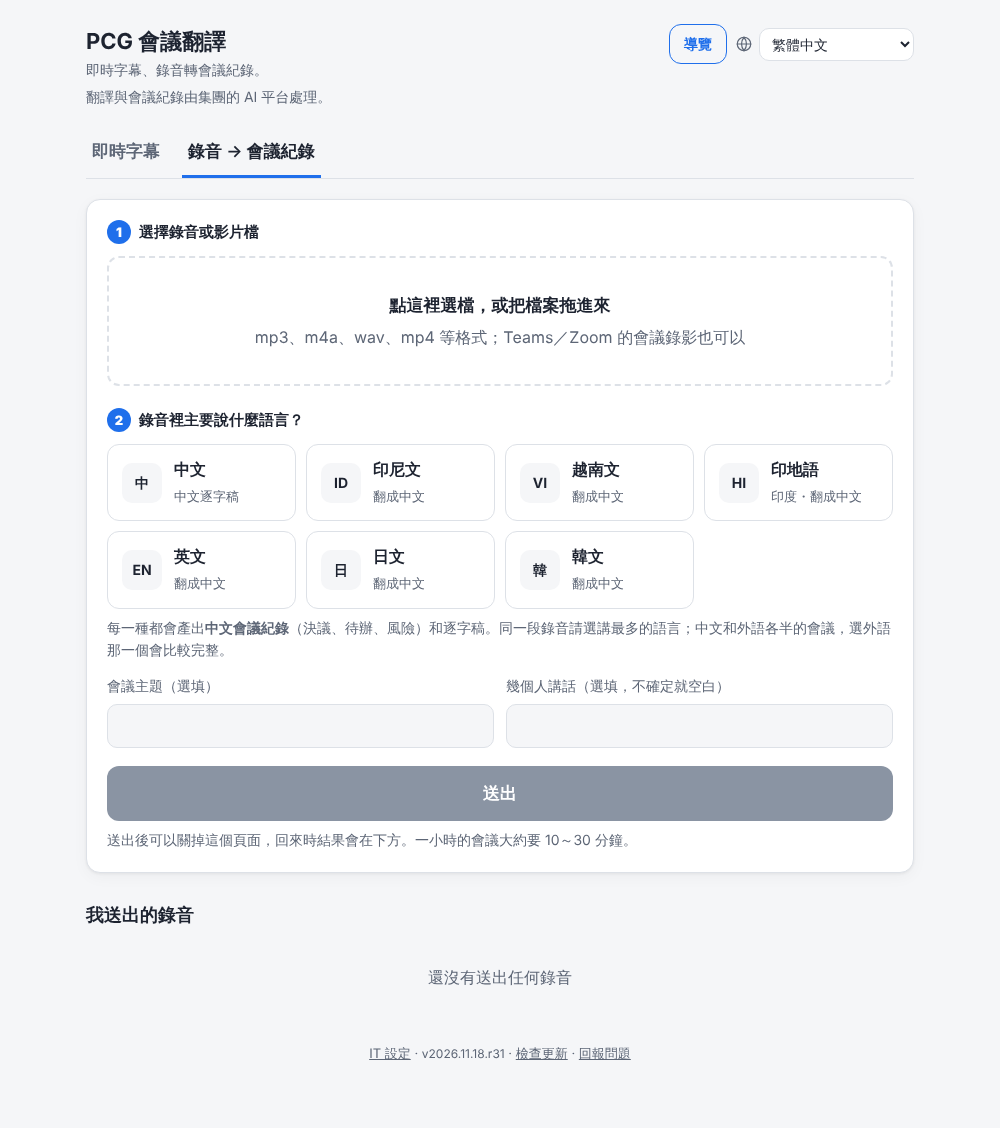 PCG 會議翻譯
導覽
繁體中文
即時字幕、錄音轉會議紀錄。
翻譯與會議紀錄由集團的 AI 平台處理。
即時字幕
錄音 → 會議紀錄
1 選擇錄音或影片檔
點這裡選檔，或把檔案拖進來
mp3、m4a、wav、mp4 等格式；Teams／Zoom 的會議錄影也可以
2 錄音裡主要說什麼語言？
中 中文
中文逐字稿
ID 印尼文
翻成中文
VI 越南文
翻成中文
HI 印地語
印度・翻成中文
EN 英文
翻成中文
日 日文
翻成中文
韓 韓文
翻成中文
每一種都會產出中文會議紀錄（決議、待辦、風險）和逐字稿。同一段錄音請選講最多的語言；中文和外語各半的會議，選外語
那一個會比較完整。
會議主題（選填）
幾個人講話（選填，不確定就空白）
送出
送出後可以關掉這個頁面，回來時結果會在下方。一小時的會議大約要 10～30 分鐘。
我送出的錄音
還沒有送出任何錄音
IT 設定 · v2026.11.18.r31 · 檢查更新 · 回報問題